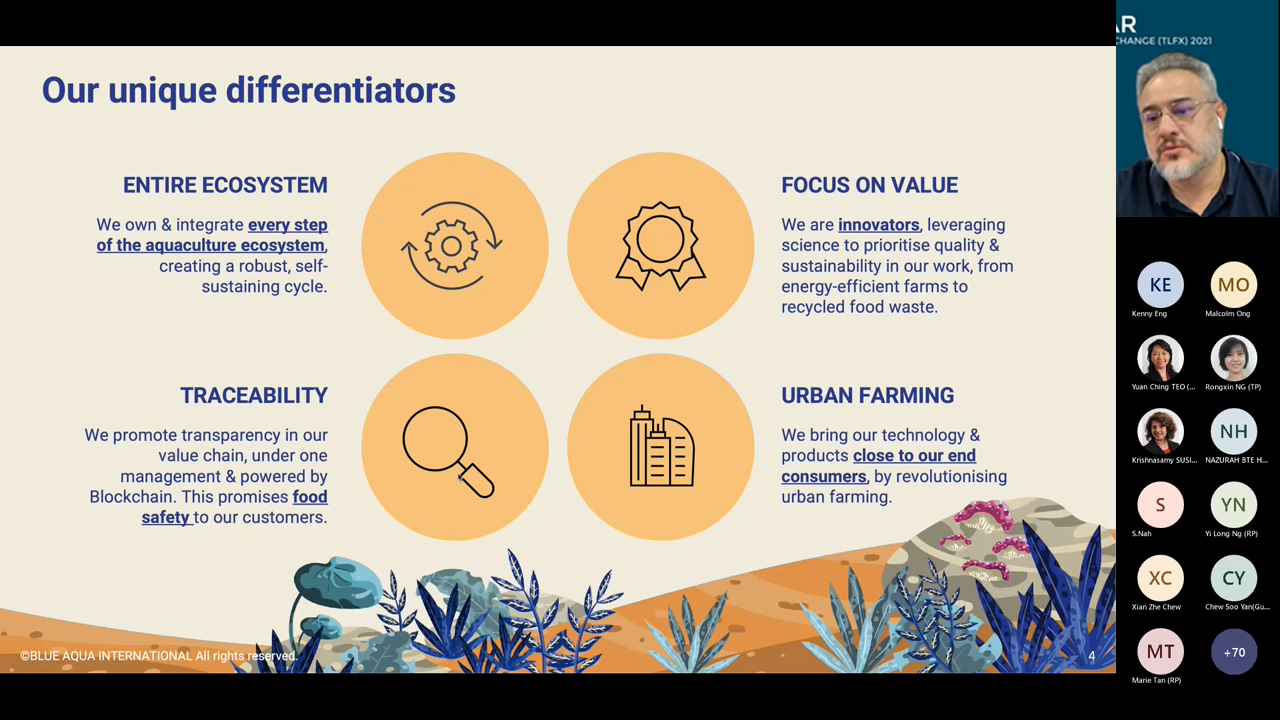 Our unique differentiators
ENTIRE ECOSYSTEM
We own & integrate every step
of the aquaculture ecosystem,
creating a robust, self-
sustaining cycle.
FOCUS ON VALUE
We are innovators, leveraging
science to prioritise quality &
sustainability in our work, from
energy-efficient farms to
recycled food waste.
TRACEABILITY
We promote transparency in our
value chain, under one
management & powered by
Blockchain. This promises food
safety to our customers.
URBAN FARMING
We bring our technology &
products close to our end
consumers, by revolutionising
urban farming.
©BLUE AQUA INTERNATIONAL All rights reserved.
4
AR
CHANGE (TLFX) 2021
KE
Kenny Eng
MO
Malcolm Ong
Yuan Ching TEO (...
Rongxin NG (TP)
Krishnasamy SUSI...
NH
NAZURAH BTE H...
S
S.Nah
YN
Yi Long Ng (RP)
XC
Xian Zhe Chew
CY
Chew Soo Yan(Gu...
MT
Marie Tan (RP)
+70